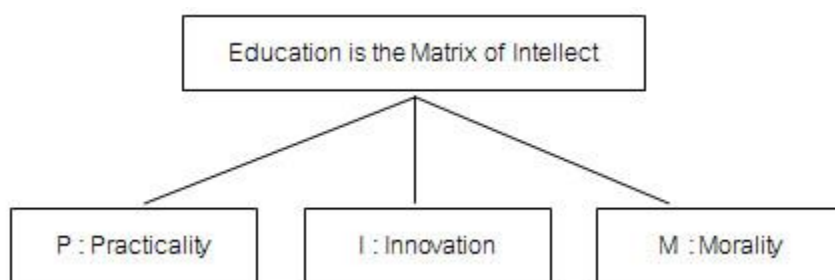 Education is the Matrix of Intellect
P : Practicality
I : Innovation
M : Morality